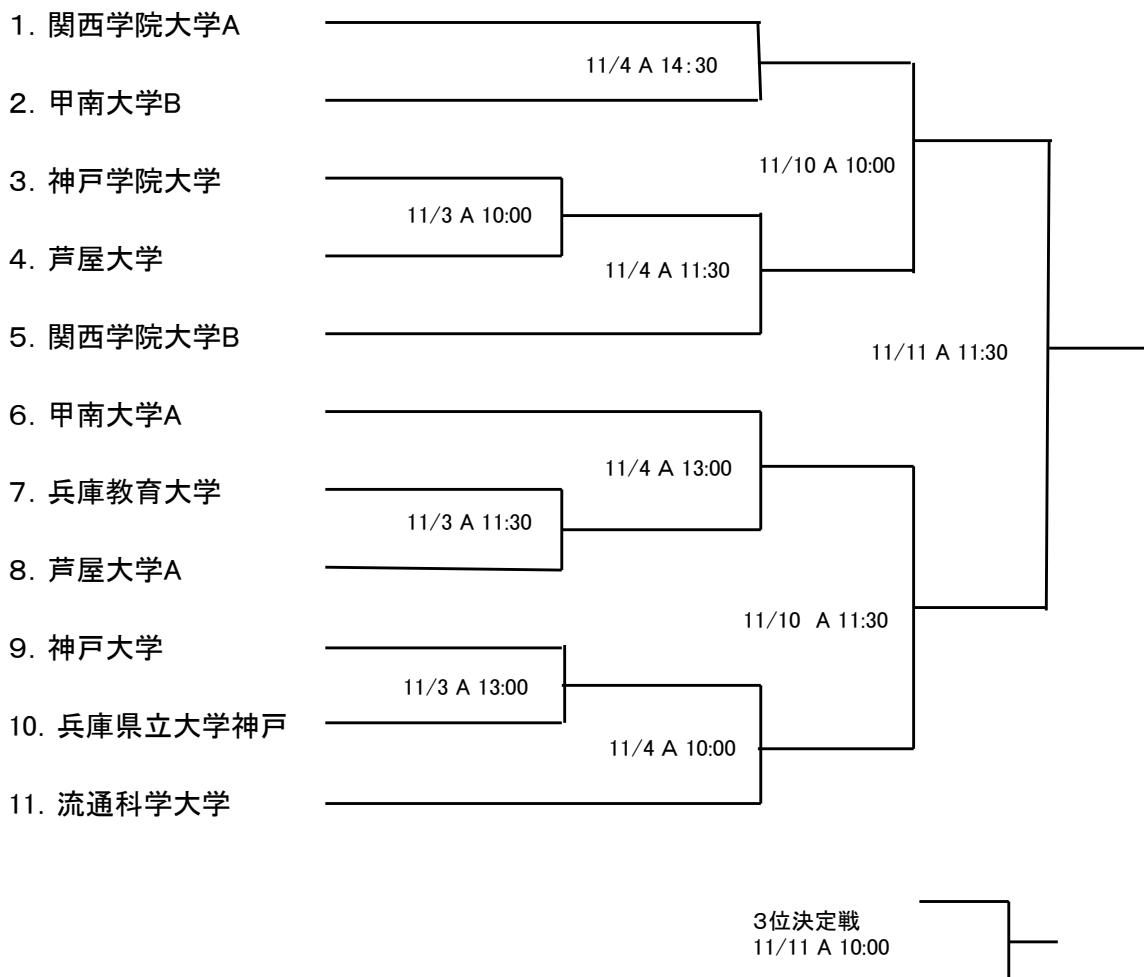 1．関西学院大学A
11/4 A 14：30
2．甲南大学B
11/10 A 10:00
3．神戸学院大学
11/3 A 10:00
4．芦屋大学
11/4 A 11:30
5．関西学院大学B
11/11 A 11:30
6．甲南大学A
11/4 A 13:00
7．兵庫教育大学
11/3 A 11:30
8．芦屋大学A
11/10 A 11:30
9．神戸大学
11/3 A 13:00
10．兵庫県立大学神戸
11/4 A 10:00
11．流通科学大学
３位決定戦
11/11 A 10:00